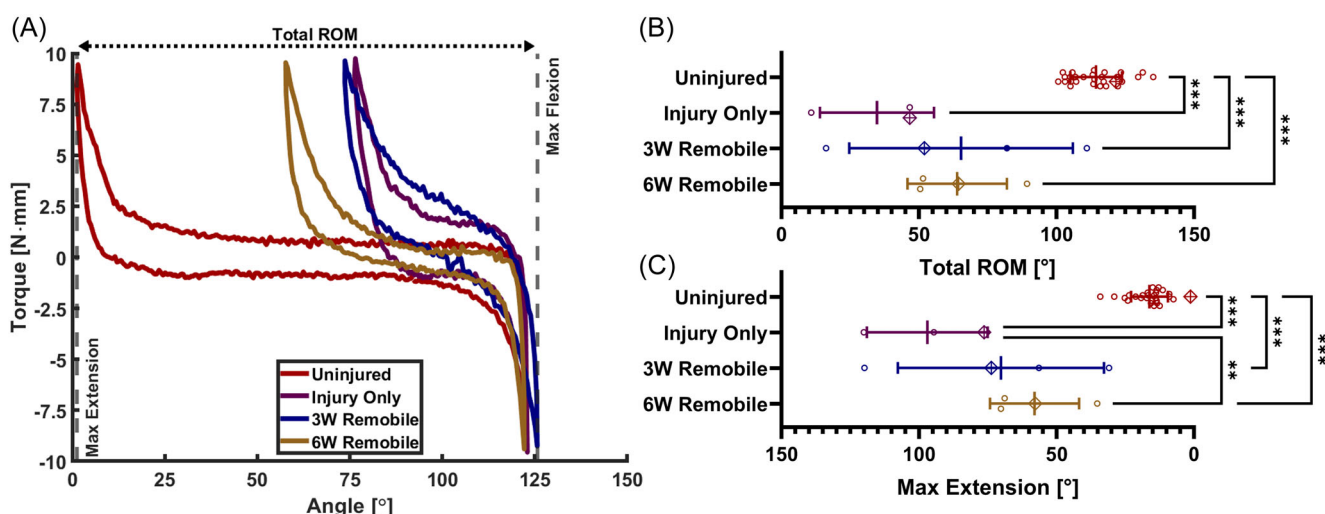 (A)
Total ROM
10
7.5
5
2.5
0
-2.5
-5
-7.5
-10
Torque [N·mm]
Max Extension
Max Flexion
Uninjured
Injury Only
3W Remobile
6W Remobile
0 25 50 75 100 125 150
Angle [°]
(B)
Uninjured
Injury Only
3W Remobile
6W Remobile
***
***
***
0 50 100 150
Total ROM [°]
(C)
Uninjured
Injury Only
3W Remobile
6W Remobile
***
**
***
***
150 100 50 0
Max Extension [°]